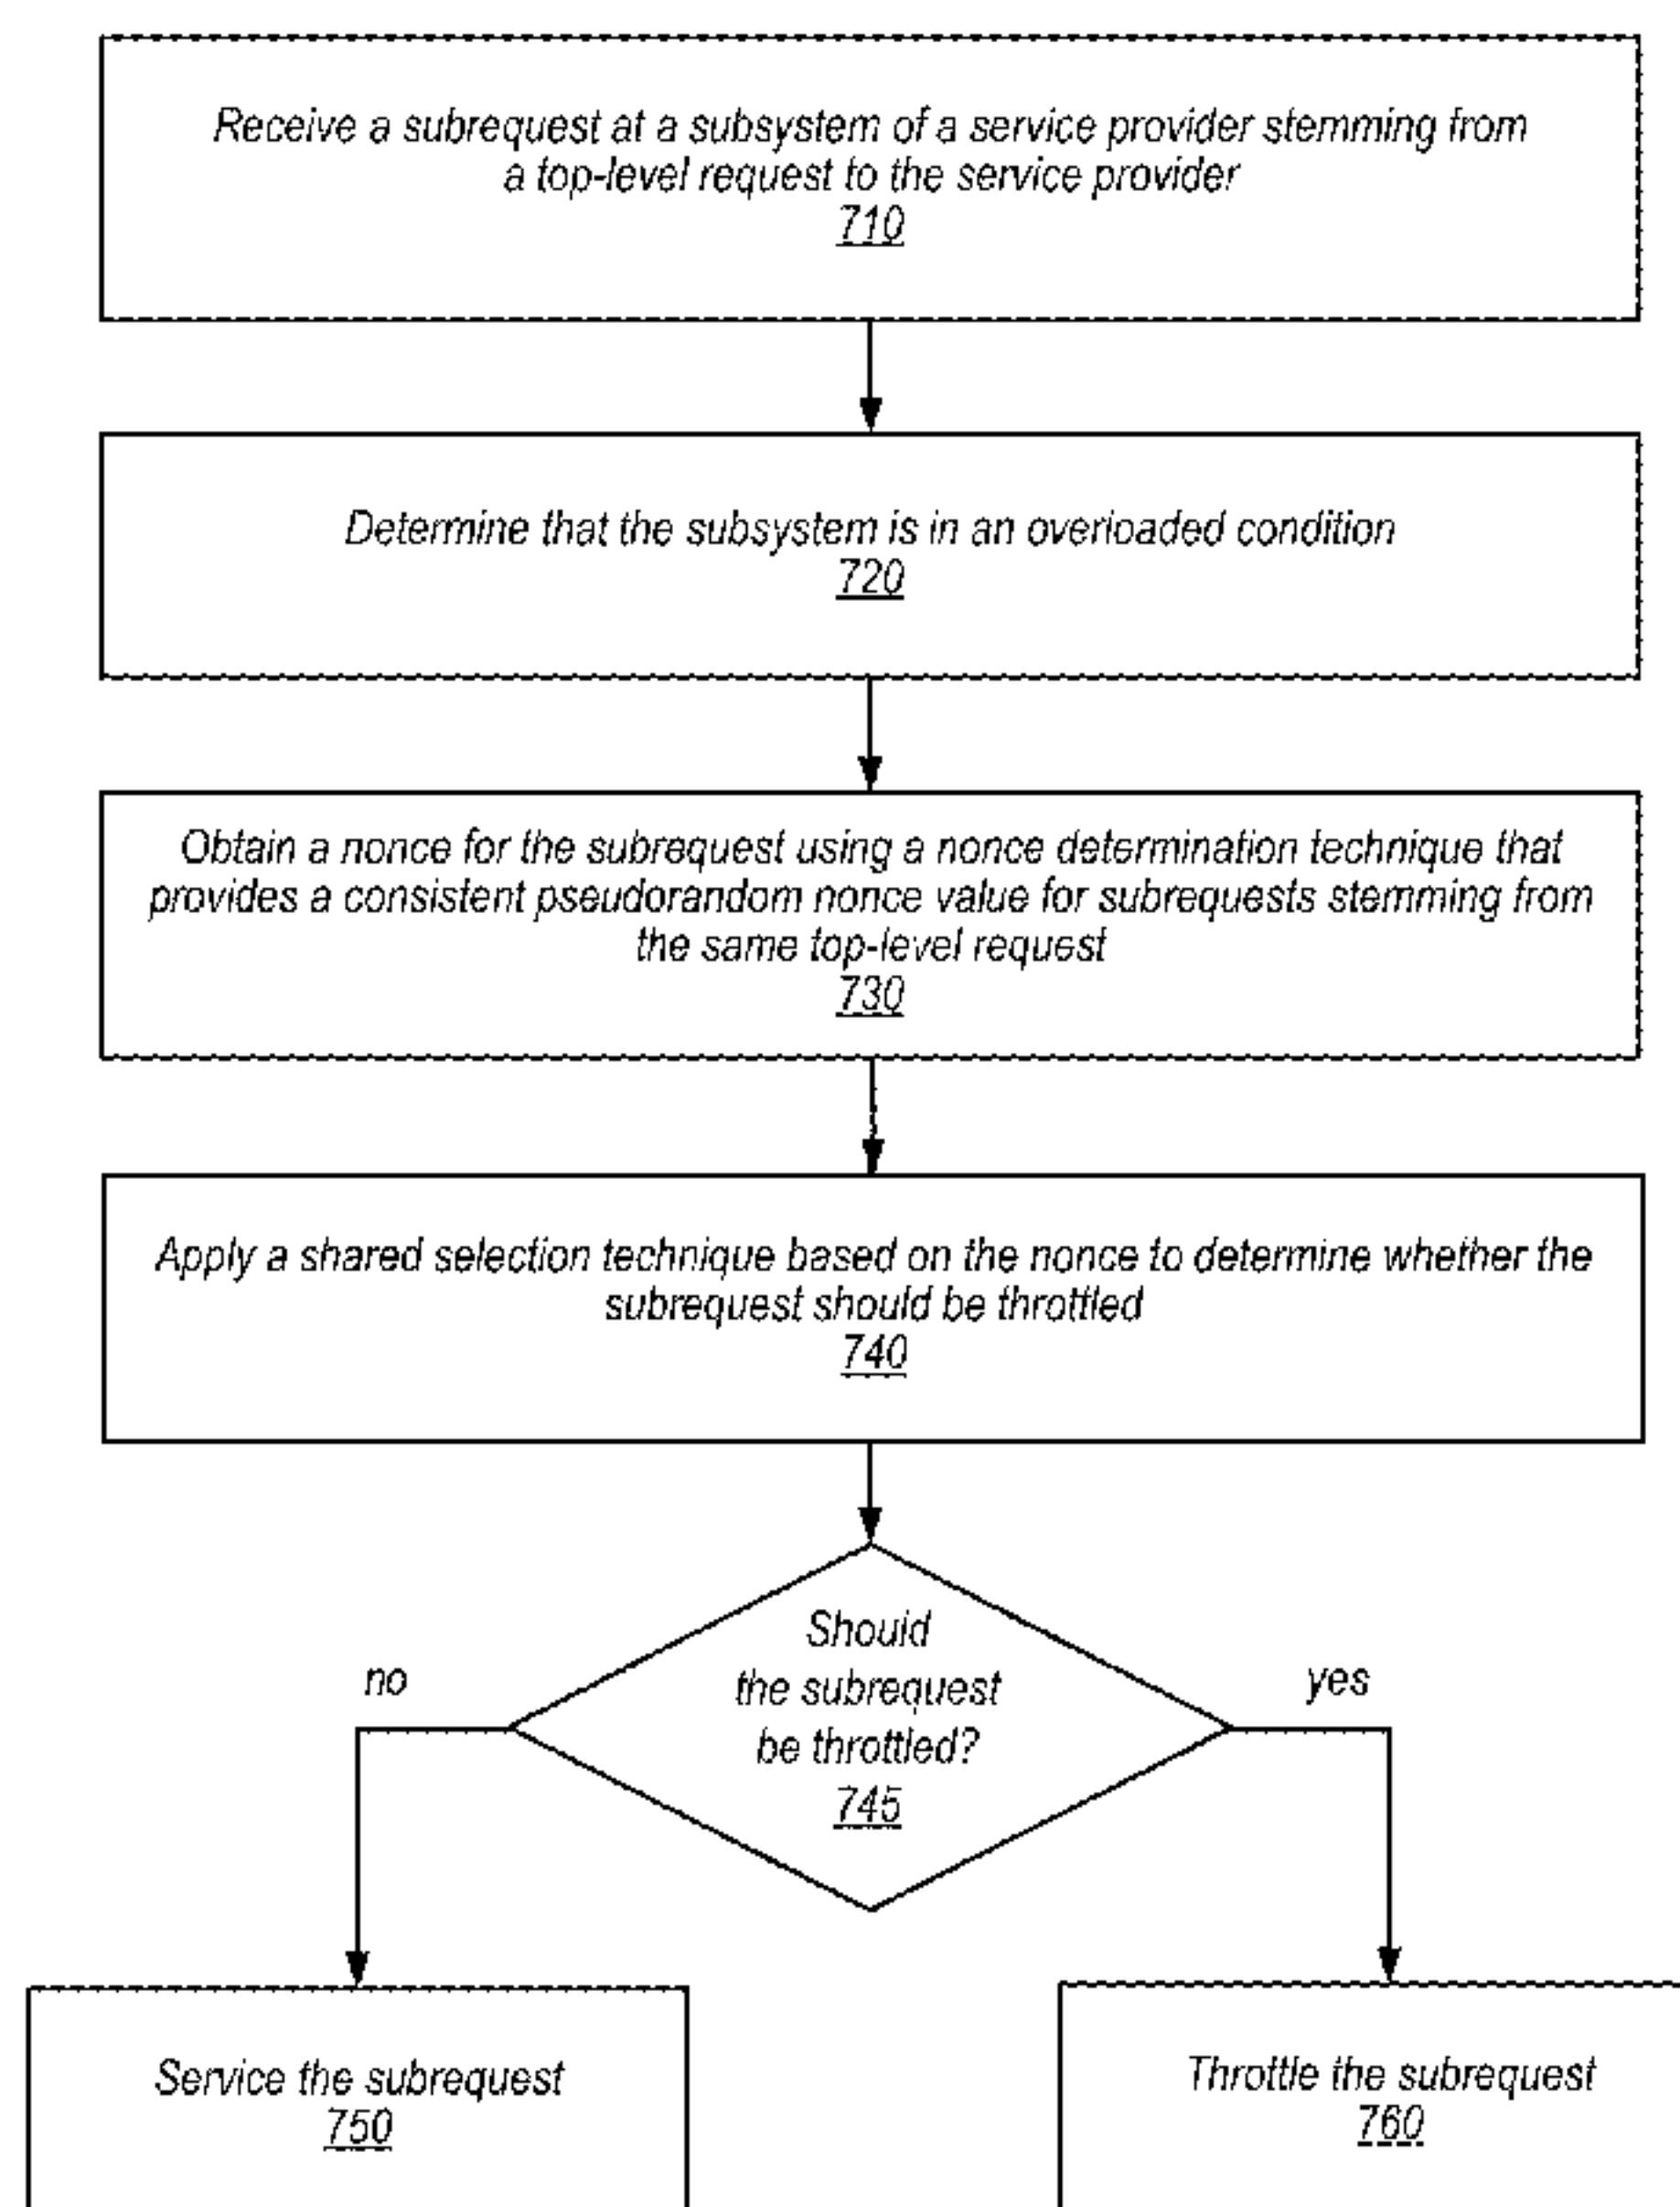 Receive a subrequest at a subsystem of a service provider stemming from
a top-level request to the service provider
710
Determine that the subsystem is in an overloaded condition
720
Obtain a nonce for the subrequest using a nonce determination technique that
provides a consistent pseudorandom nonce value for subrequests stemming from
the same top-level request
730
Apply a shared selection technique based on the nonce to determine whether the
subrequest should be throttled
740
Should
the subrequest
be throttled?
745
no
yes
Service the subrequest
750
Throttle the subrequest
760